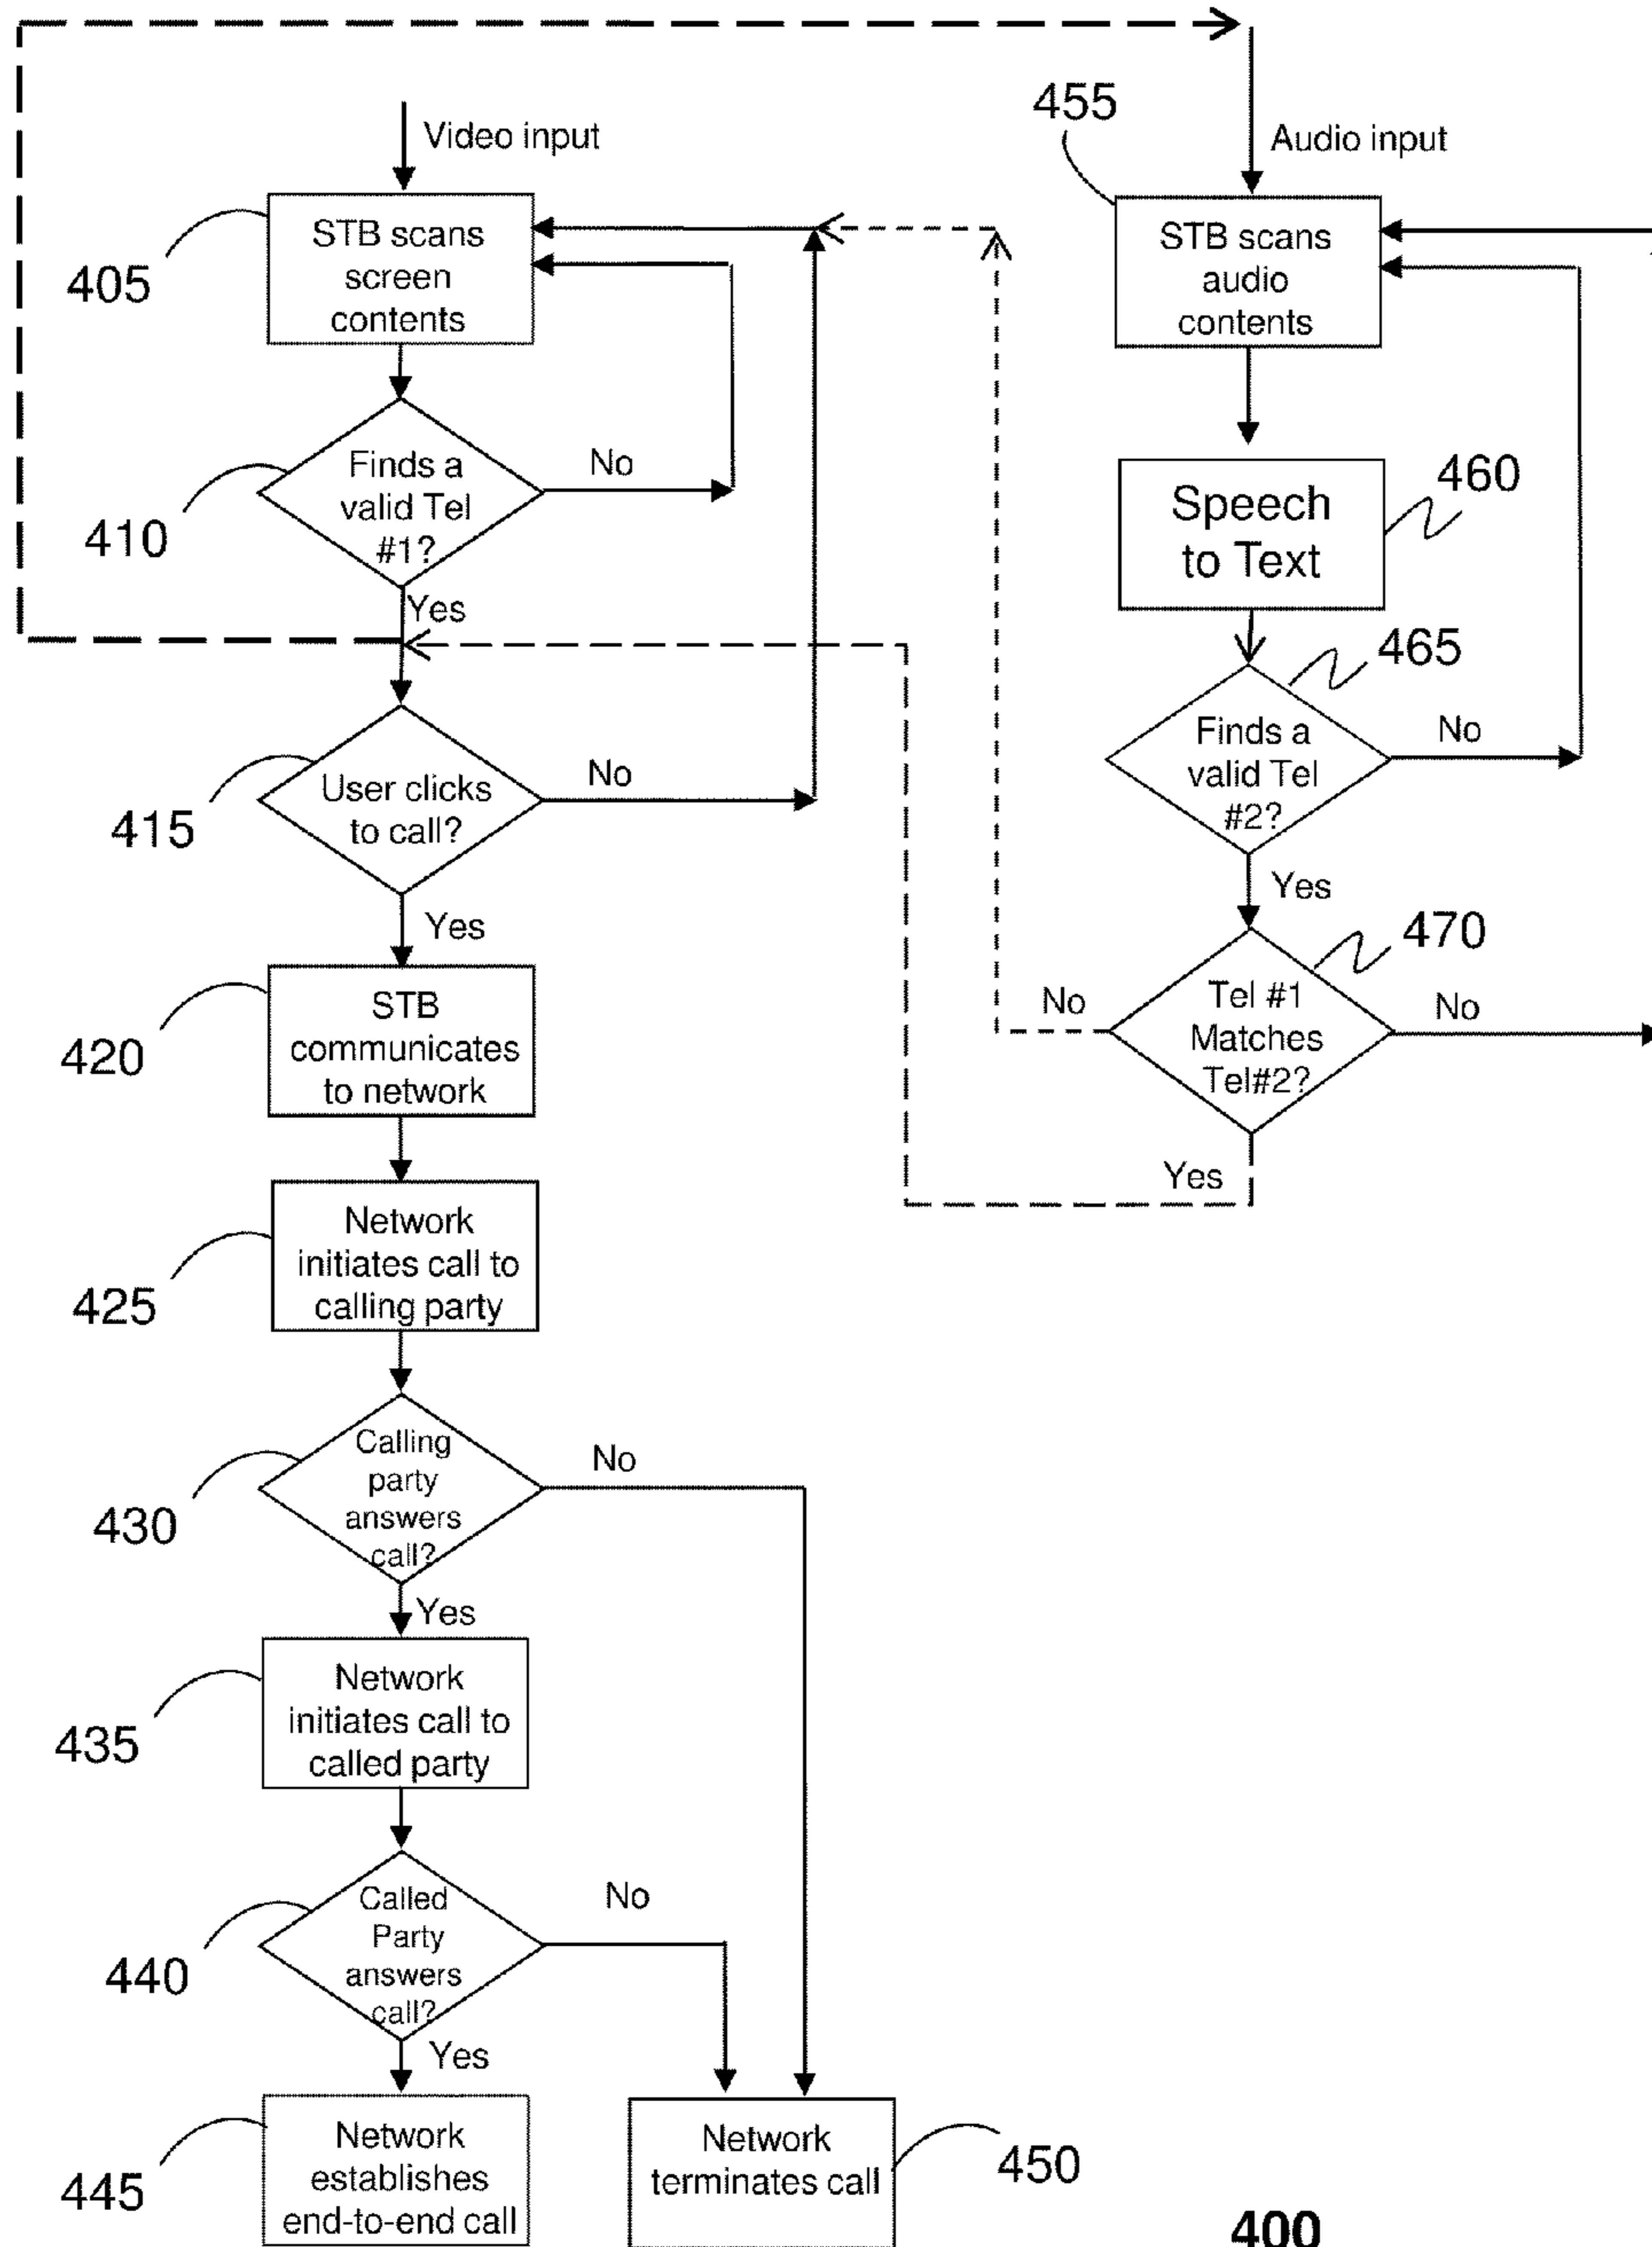 Video input
405
STB scans
screen
contents
410
Finds a
valid Tel
#1?
No
Yes
415
User clicks
to call?
No
Yes
420
STB
communicates
to network
425
Network
initiates call to
calling party
430
Calling
party
answers
call?
No
Yes
435
Network
initiates call to
called party
440
Called
Party
answers
call?
No
Yes
445
Network
establishes
end-to-end call
Network
terminates call
450
455
Audio input
STB scans
audio
contents
Speech
to Text
460
465
Finds a
valid Tel
#2?
No
Yes
470
Tel #1
Matches
Tel#2?
No
No
Yes
400